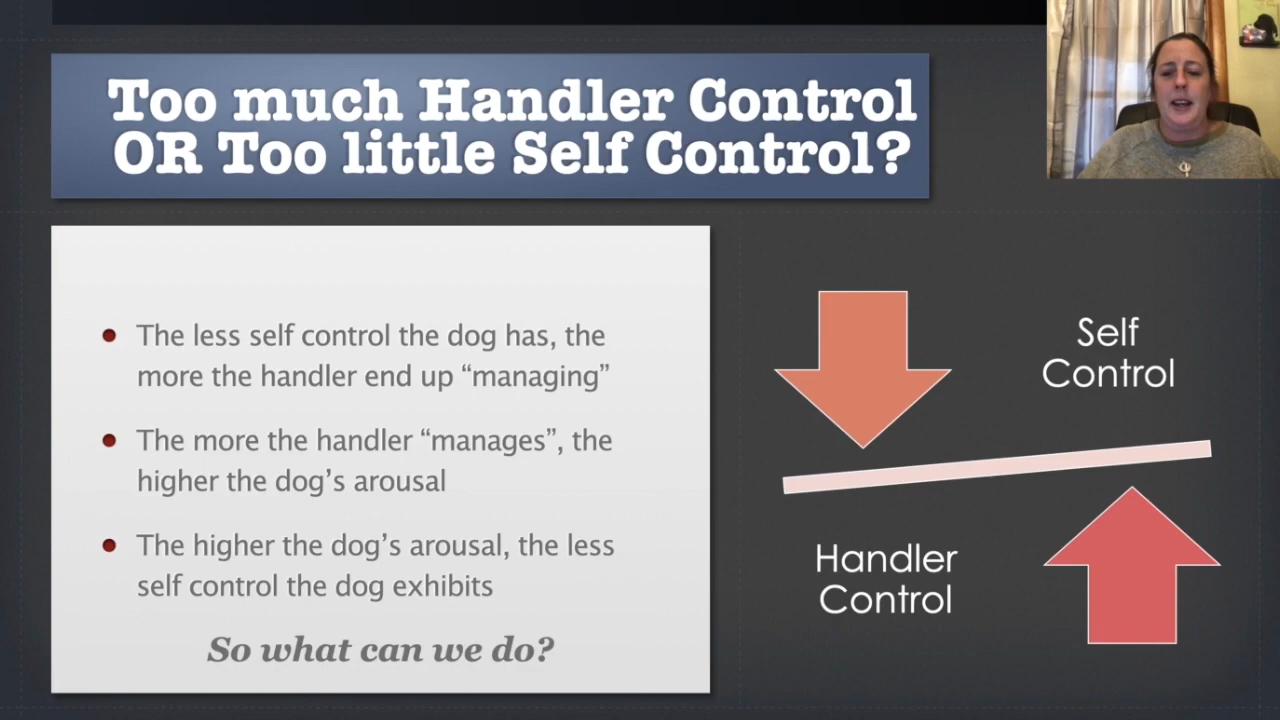 Too much Handler Control
OR Too little Self Control?
• The less self control the dog has, the
more the handler end up “managing”
• The more the handler “manages”, the
higher the dog’s arousal
• The higher the dog’s arousal, the less
self control the dog exhibits
So what can we do?
Self
Control
Handler
Control